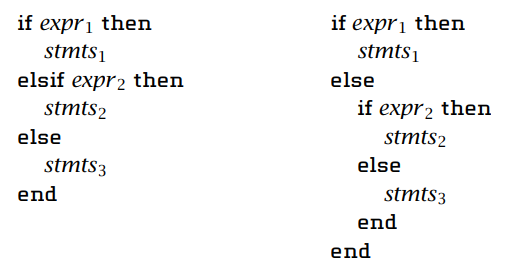 if expr₁ then
stmts₁
elsif expr₂ then
stmts₂
else
stmts₃
end
if expr₁ then
stmts₁
else
if expr₂ then
stmts₂
else
stmts₃
end
end